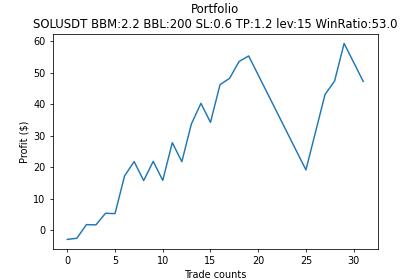 Portfolio
SOLUSDT BBM:2.2 BBL:200 SL:0.6 TP:1.2 lev:15 WinRatio:53.0
60
50
40
30
20
10
0
Profit ($)
0 5 10 15 20 25 30
Trade counts